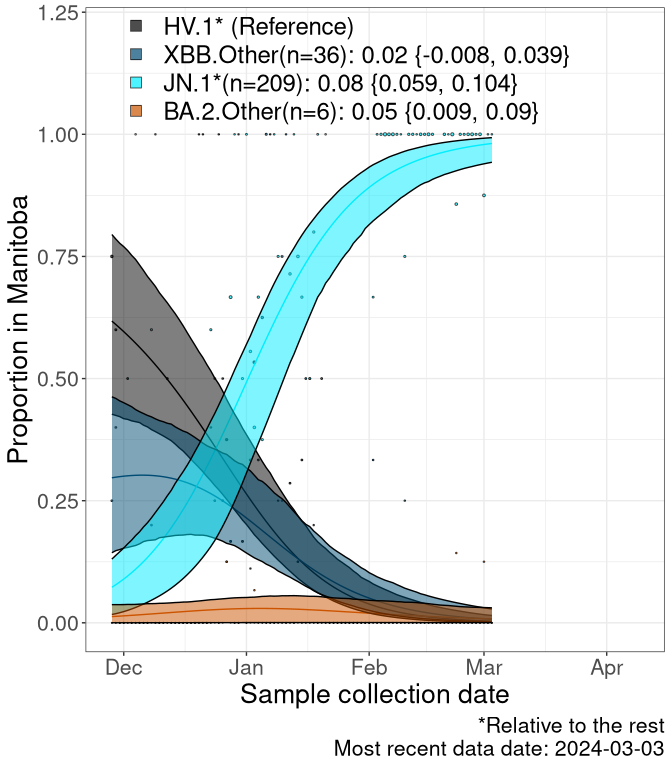 1.25
HV.1* (Reference)
XBB.Other(n=36): 0.02 {-0.008, 0.039}
JN.1*(n=209): 0.08 {0.059, 0.104}
BA.2.Other(n=6): 0.05 {0.009, 0.09}
1.00
0.75
0.50
0.25
0.00
Proportion in Manitoba
Dec Jan Feb Mar Apr
Sample collection date
*Relative to the rest
Most recent data date: 2024-03-03